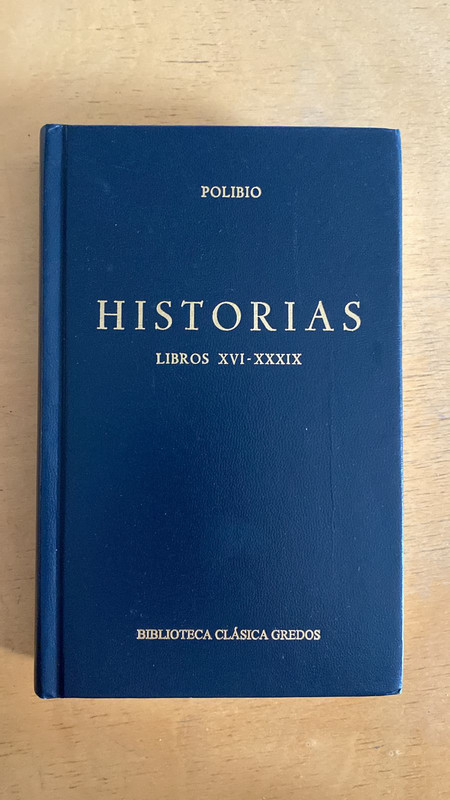 POLIBIO
HISTORIAS
LIBROS XVI-XXXIX
BIBLIOTECA CLÁSICA GREDOS